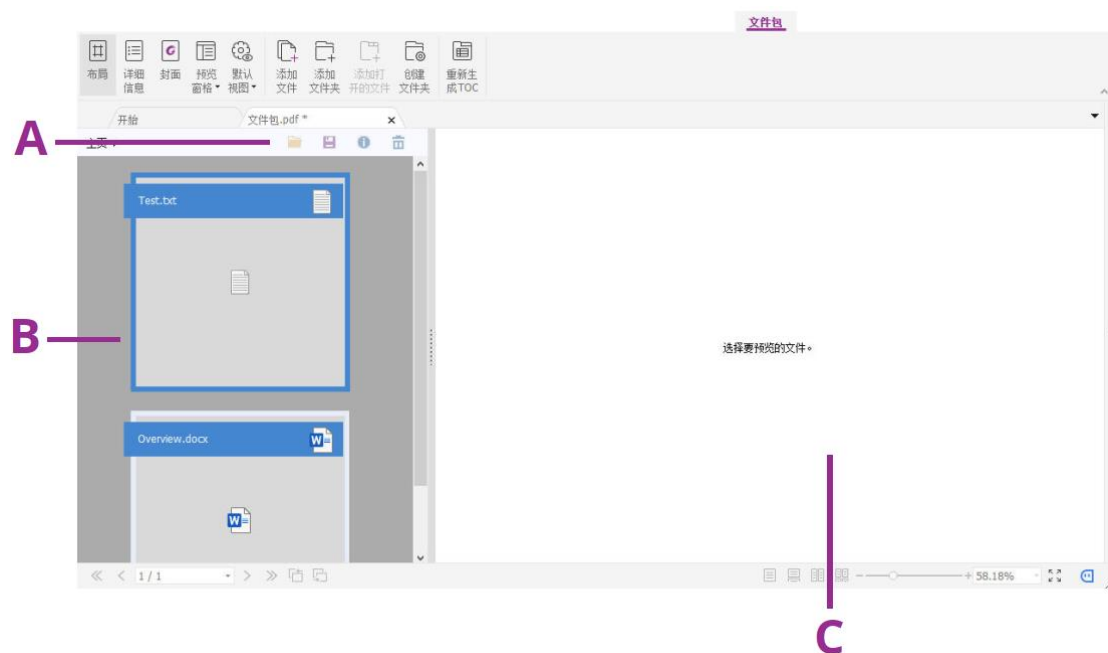 文件包
布局 详细信息 封面 预览窗格 默认视图 添加文件 添加文件夹 添加打开的文件 创建文件夹 重新生成TOC
开始 文件包.pdf * ×
A
主页
Test.txt
B
选择要预览的文件。
Overview.docx
W
W
1 / 1
58.18%
C